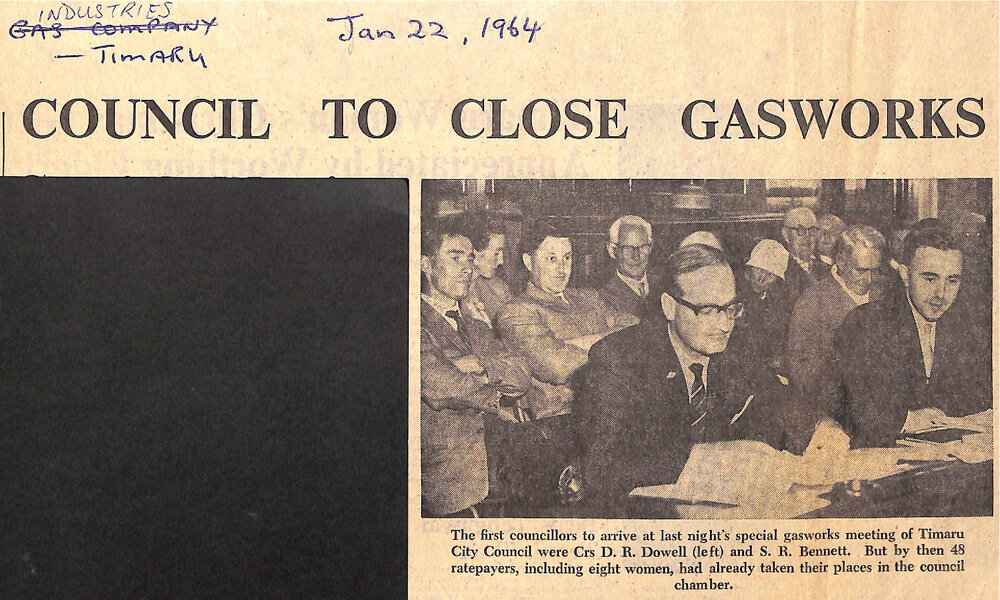 INDUSTRIES
GAS COMPANY
— TIMARU
Jan 22, 1964
COUNCIL TO CLOSE GASWORKS
The first councillors to arrive at last night's special gasworks meeting of Timaru
City Council were Crs D. R. Dowell (left) and S. R. Bennett. But by then 48
ratepayers, including eight women, had already taken their places in the council
chamber.